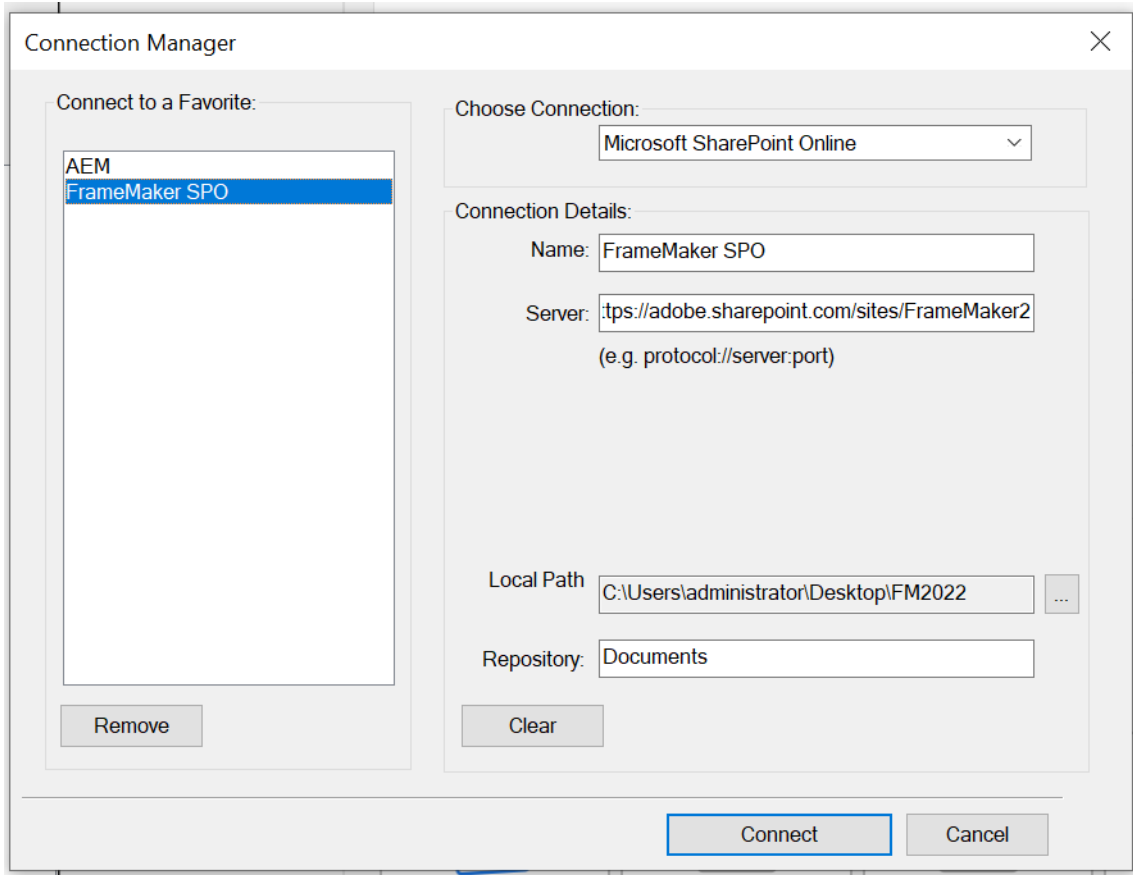 Connection Manager
Connect to a Favorite:
AEM
FrameMaker SPO
Remove
Choose Connection:
Microsoft SharePoint Online
Connection Details:
Name: FrameMaker SPO
Server: :tps://adobe.sharepoint.com/sites/FrameMaker2
(e.g. protocol://server:port)
Local Path C:\Users\administrator\Desktop\FM2022 ...
Repository: Documents
Clear
Connect Cancel